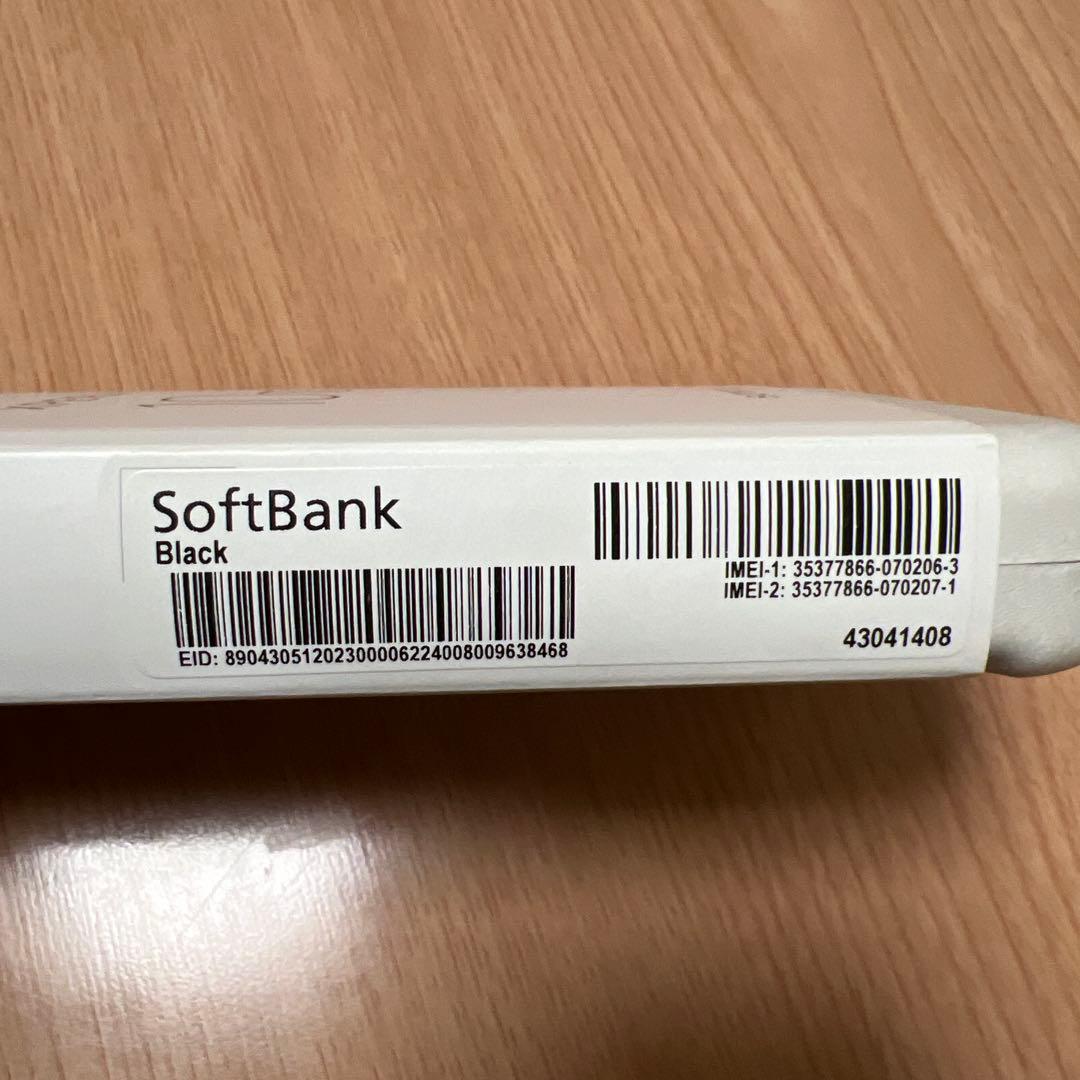 SoftBank
Black
EID: 89043051202300006224008009638468
IMEI-1: 35377866-070206-3
IMEI-2: 35377866-070207-1
43041408